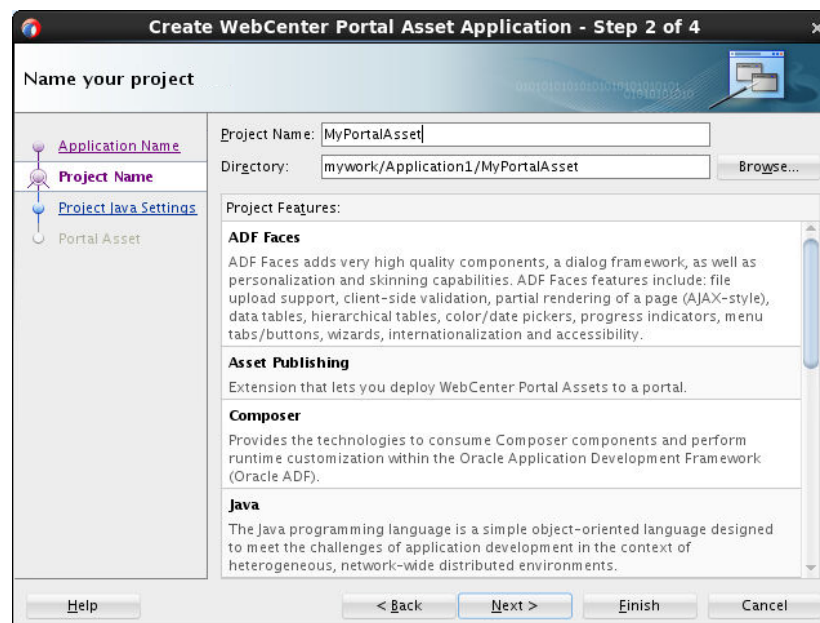 Create WebCenter Portal Asset Application - Step 2 of 4
Name your project
Application Name
Project Name
Project Java Settings
Portal Asset
Project Name: MyPortalAsset
Directory: mywork/Application1/MyPortalAsset Browse...
Project Features:
ADF Faces
ADF Faces adds very high quality components, a dialog framework, as well as
personalization and skinning capabilities. ADF Faces features include: file
upload support, client-side validation, partial rendering of a page (AJAX-style),
data tables, hierarchical tables, color/date pickers, progress indicators, menu
tabs/buttons, wizards, internationalization and accessibility.
Asset Publishing
Extension that lets you deploy WebCenter Portal Assets to a portal.
Composer
Provides the technologies to consume Composer components and perform
runtime customization within the Oracle Application Development Framework
(Oracle ADF).
Java
The Java programming language is a simple object-oriented language designed
to meet the challenges of application development in the context of
heterogeneous, network-wide distributed environments.
Help < Back Next > Finish Cancel